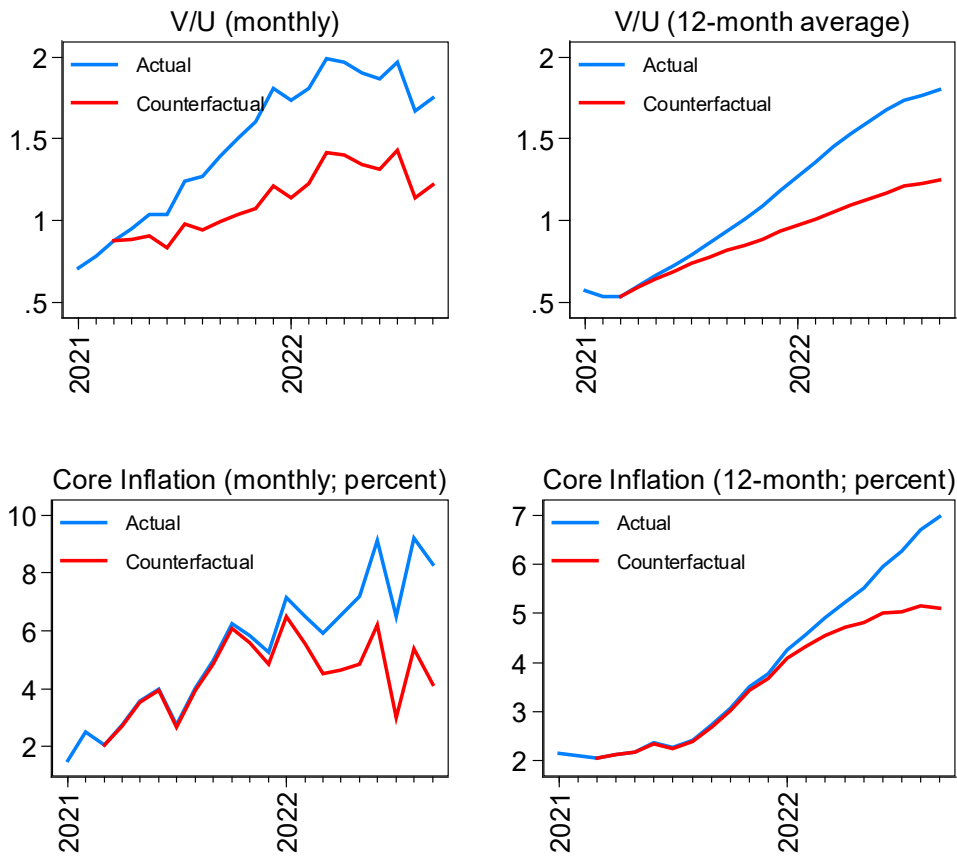 V/U (monthly)
2
1.5
1
.5
Actual
Counterfactual
2021
2022
V/U (12-month average)
2
1.5
1
.5
Actual
Counterfactual
2021
2022
Core Inflation (monthly; percent)
10
8
6
4
2
Actual
Counterfactual
2021
2022
Core Inflation (12-month; percent)
7
6
5
4
3
2
Actual
Counterfactual
2021
2022